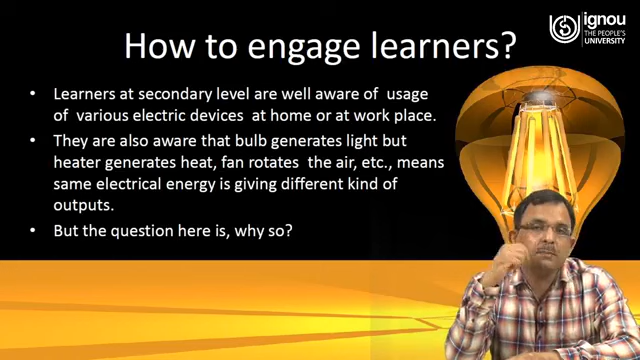 ignou
THE PEOPLE'S
UNIVERSITY
How to engage learners?
• Learners at secondary level are well aware of usage
of various electric devices at home or at work place.
• They are also aware that bulb generates light but
heater generates heat, fan rotates the air, etc., means
same electrical energy is giving different kind of
outputs.
• But the question here is, why so?